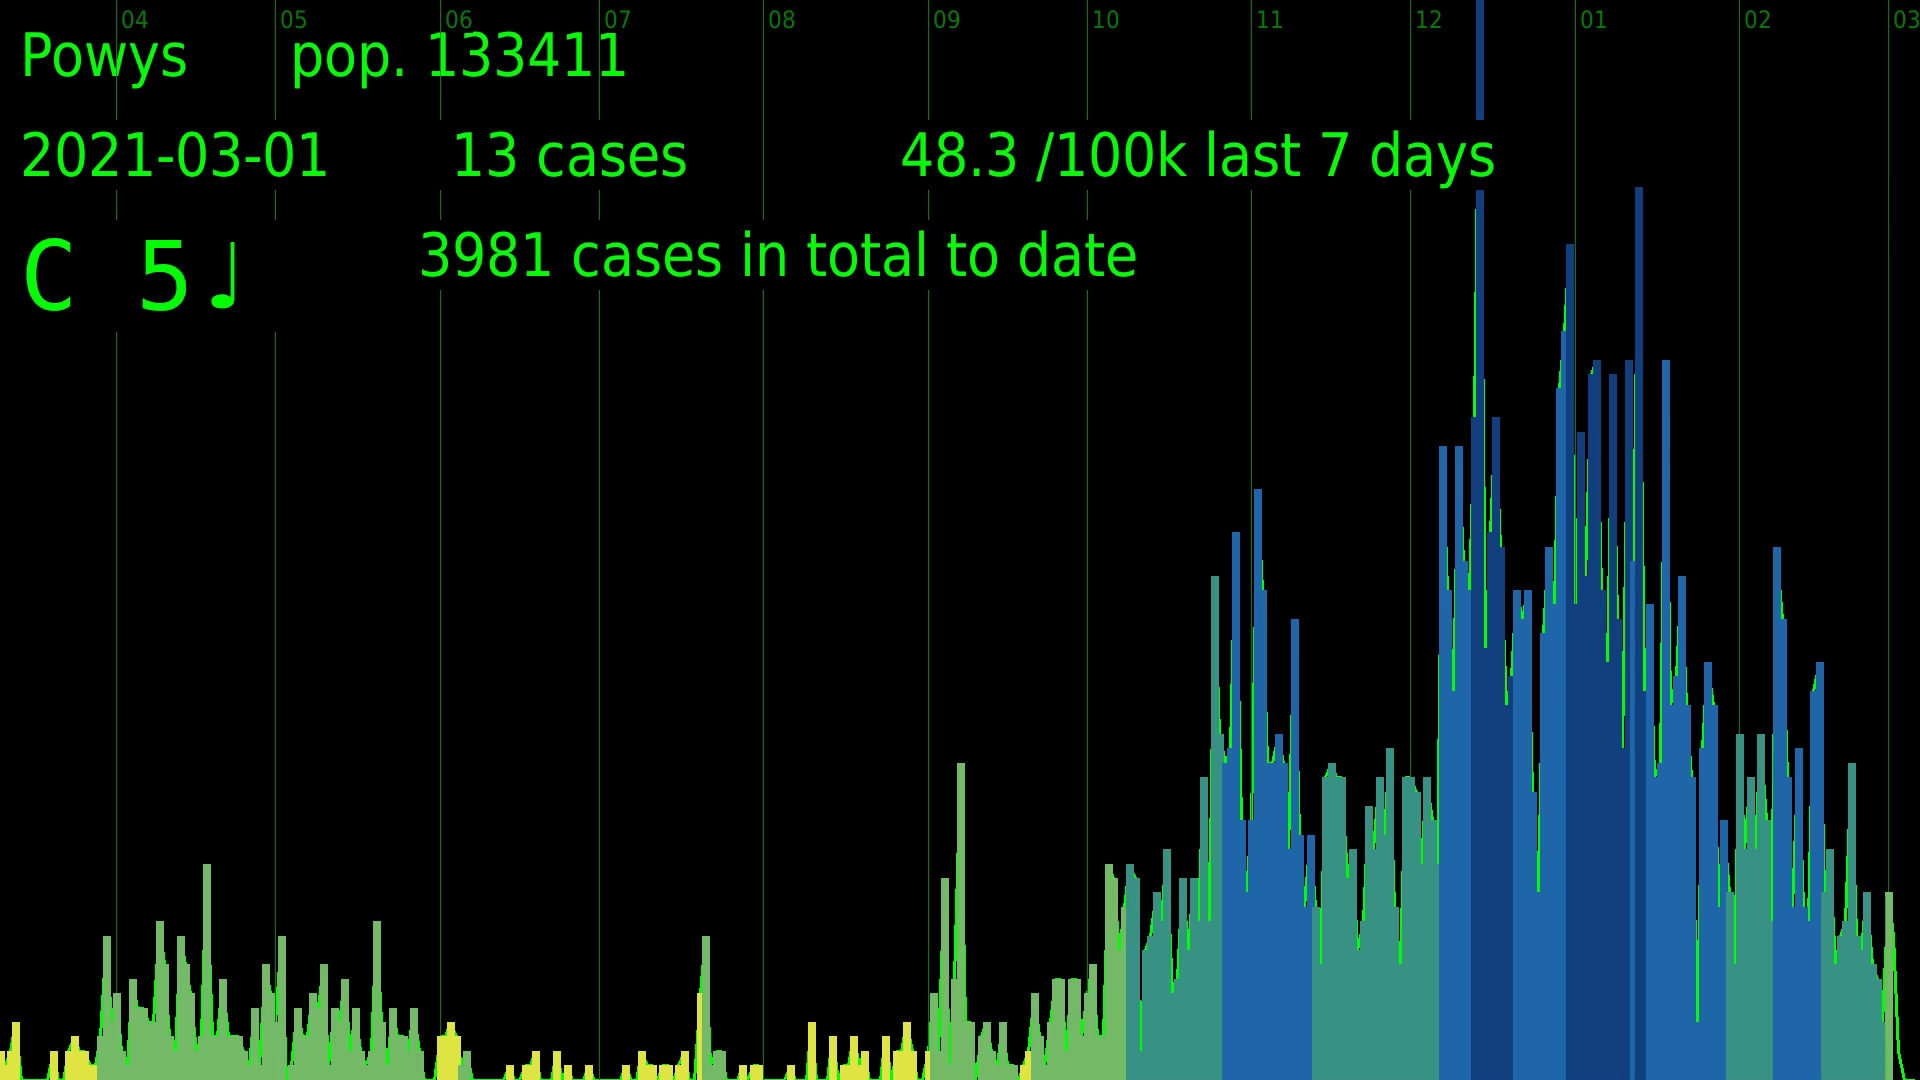 04 05 06 07 08 09 10 11 12 01 02 03
Powys pop. 133411
2021-03-01 13 cases 48.3 /100k last 7 days
C 5♩ 3981 cases in total to date